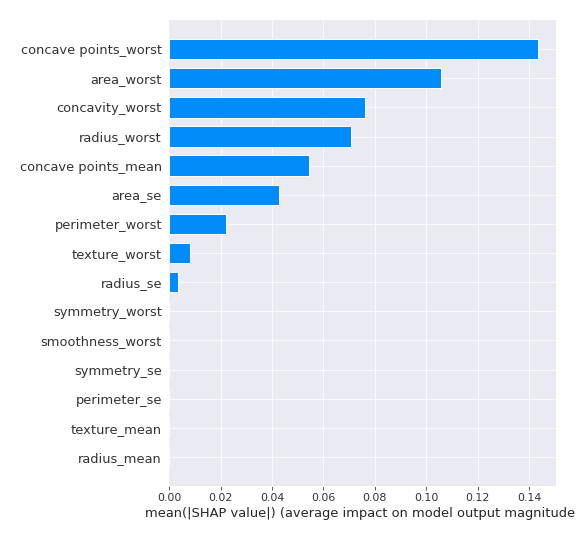 concave points_worst
area_worst
concavity_worst
radius_worst
concave points_mean
area_se
perimeter_worst
texture_worst
radius_se
symmetry_worst
smoothness_worst
symmetry_se
perimeter_se
texture_mean
radius_mean
0.00 0.02 0.04 0.06 0.08 0.10 0.12 0.14
mean(|SHAP value|) (average impact on model output magnitude